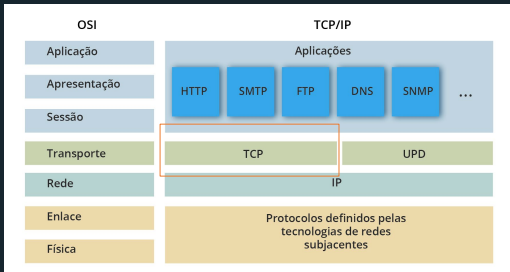 OSI
TCP/IP
Aplicação
Apresentação
Sessão
Transporte
Rede
Enlace
Física
Aplicações
HTTP
SMTP
FTP
DNS
SNMP
...
TCP
UPD
IP
Protocolos definidos pelas
tecnologias de redes
subjacentes